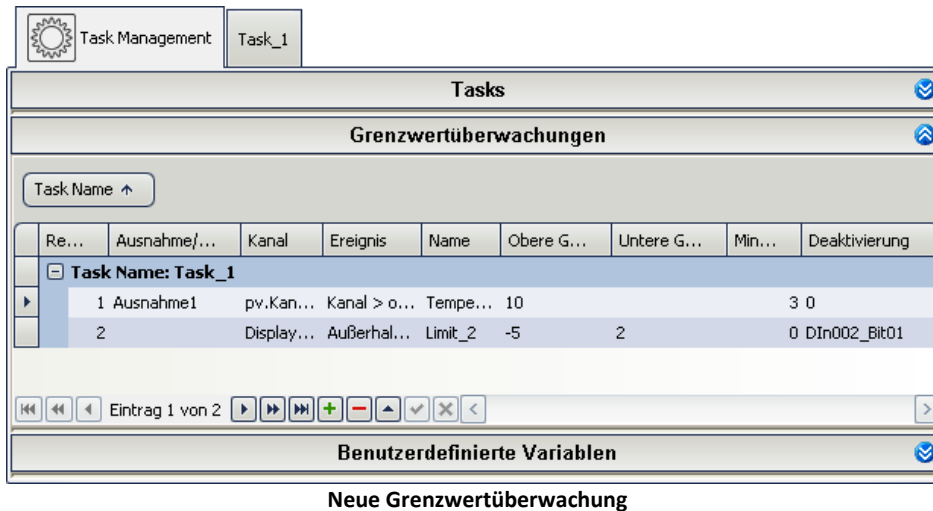 Task Management Task_1
Tasks
Grenzwertüberwachungen
Task Name
Re... Ausnahme/... Kanal Ereignis Name Obere G... Untere G... Min... Deaktivierung
Task Name: Task_1
1 Ausnahme1 pv.Kan... Kanal > o... Tempe... 10 3 0
2 Display... Außerhal... Limit_2 -5 2 0 DIn002_Bit01
Eintrag 1 von 2
Benutzerdefinierte Variablen
Neue Grenzwertüberwachung